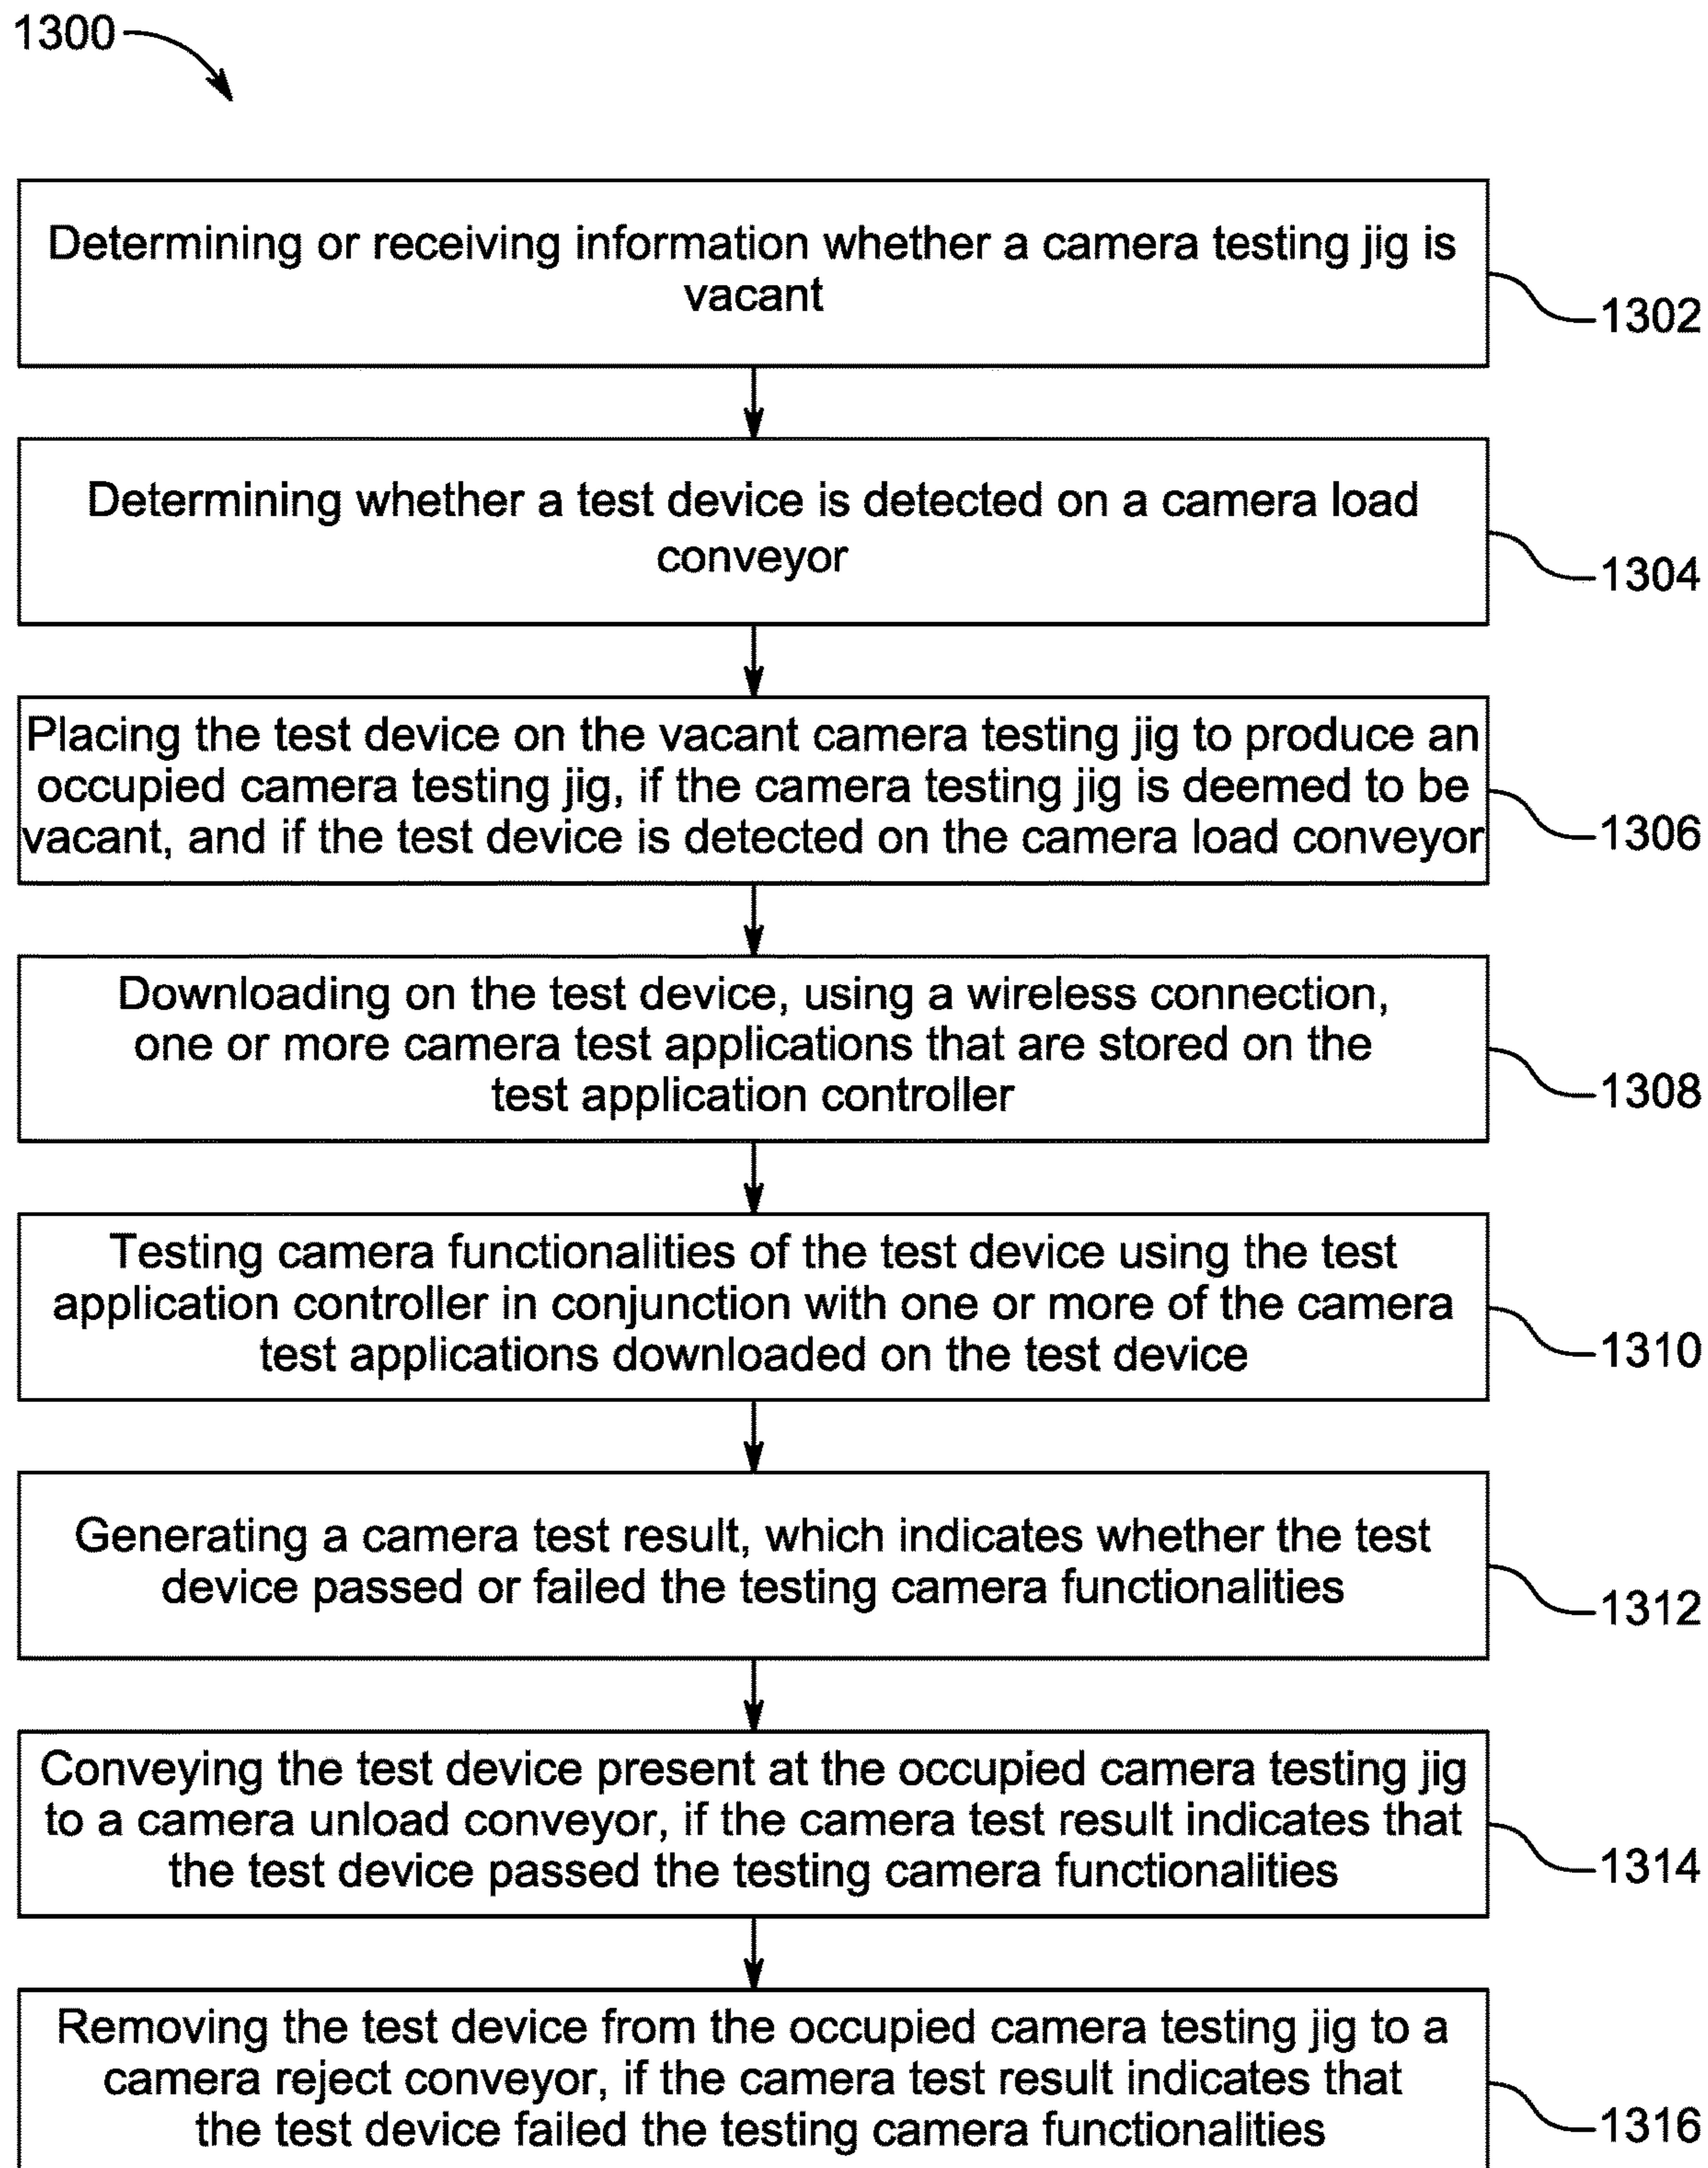 1300
Determining or receiving information whether a camera testing jig is
vacant
1302
Determining whether a test device is detected on a camera load
conveyor
1304
Placing the test device on the vacant camera testing jig to produce an
occupied camera testing jig, if the camera testing jig is deemed to be
vacant, and if the test device is detected on the camera load conveyor
1306
Downloading on the test device, using a wireless connection,
one or more camera test applications that are stored on the
test application controller
1308
Testing camera functionalities of the test device using the test
application controller in conjunction with one or more of the camera
test applications downloaded on the test device
1310
Generating a camera test result, which indicates whether the test
device passed or failed the testing camera functionalities
1312
Conveying the test device present at the occupied camera testing jig
to a camera unload conveyor, if the camera test result indicates that
the test device passed the testing camera functionalities
1314
Removing the test device from the occupied camera testing jig to a
camera reject conveyor, if the camera test result indicates that
the test device failed the testing camera functionalities
1316